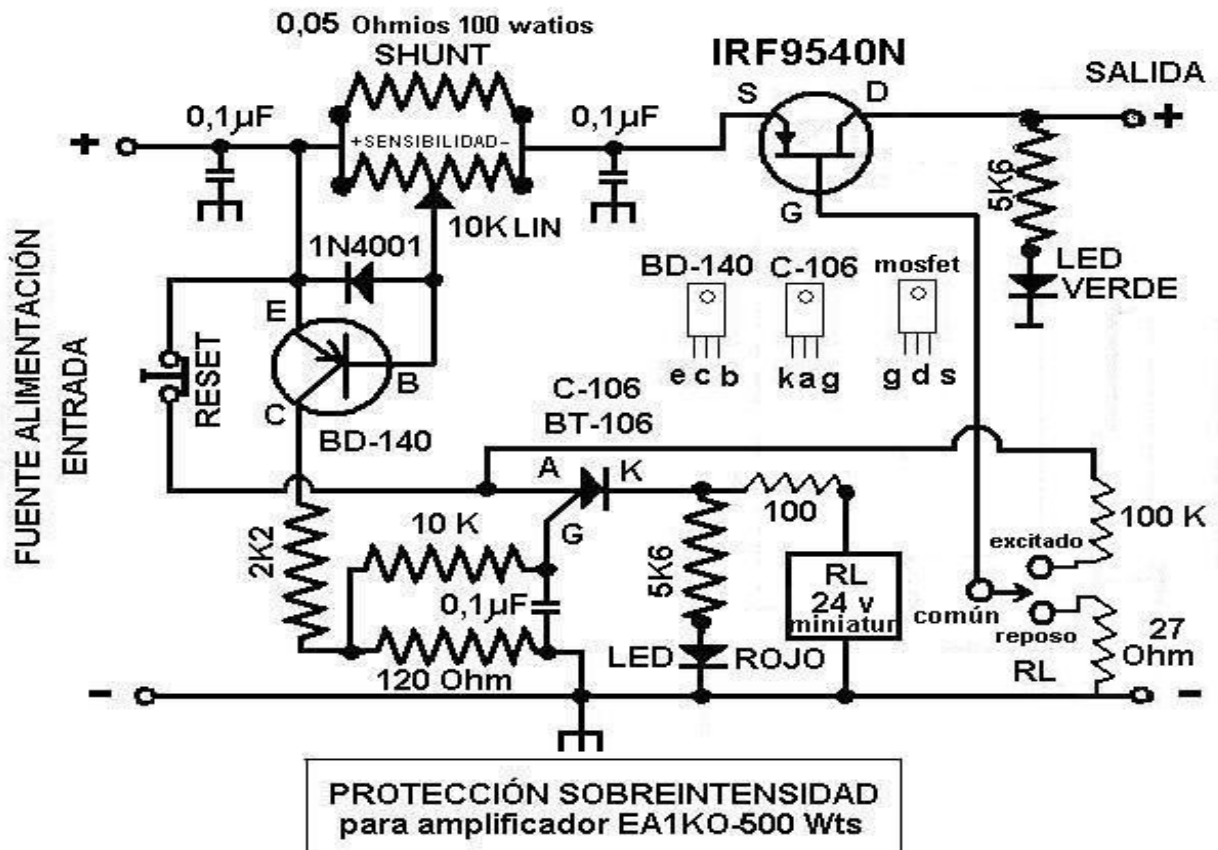 0,05 Ohmios 100 watios
SHUNT
IRF9540N
SALIDA
S
D
0,1µF
0,1µF
+
+SENSIBILIDAD-
+
G
5K6
10K LIN
1N4001
LED
VERDE
BD-140
C-106
mosfet
e c b
k a g
g d s
FUENTE ALIMENTACIÓN
ENTRADA
RESET
E
B
C
BD-140
C-106
BT-106
A
K
G
100
100 K
2K2
10 K
0,1µF
120 Ohm
5K6
RL
24 v
miniatur
excitado
común
reposo
RL
27
Ohm
LED
ROJO
-
-
PROTECCIÓN SOBREINTENSIDAD
para amplificador EA1KO-500 Wts